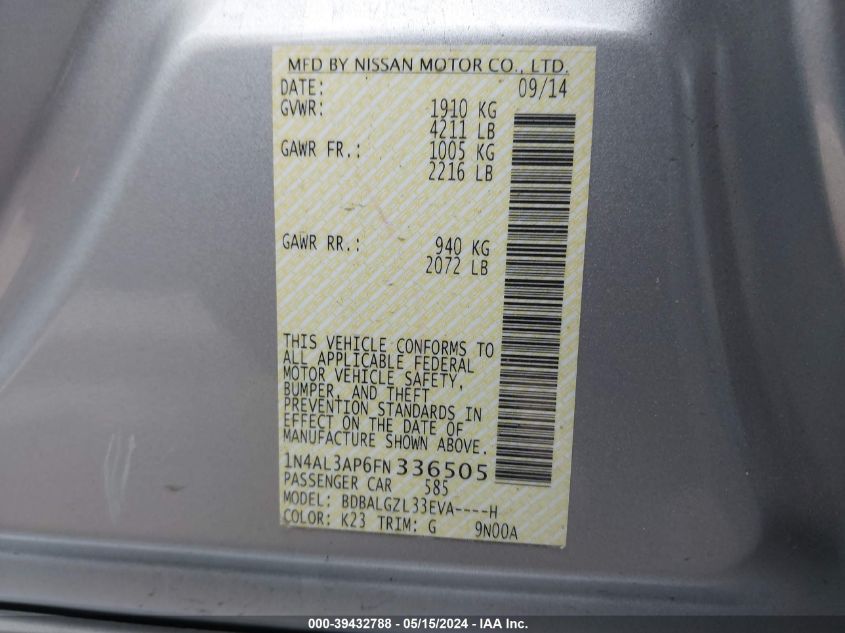 MFD BY NISSAN MOTOR CO., LTD.
DATE: 09/14
GVWR: 1910 KG
4211 LB
GAWR FR.: 1005 KG
2216 LB
GAWR RR.: 940 KG
2072 LB
THIS VEHICLE CONFORMS TO
ALL APPLICABLE FEDERAL
MOTOR VEHICLE SAFETY,
BUMPER, AND THEFT
PREVENTION STANDARDS IN
EFFECT ON THE DATE OF
MANUFACTURE SHOWN ABOVE.
1N4AL3AP6FN336505
PASSENGER CAR 585
MODEL: BDBALGZL33EVA----H
COLOR: K23 TRIM: G 9N00A
000-39432788 - 05/15/2024 - IAA Inc.